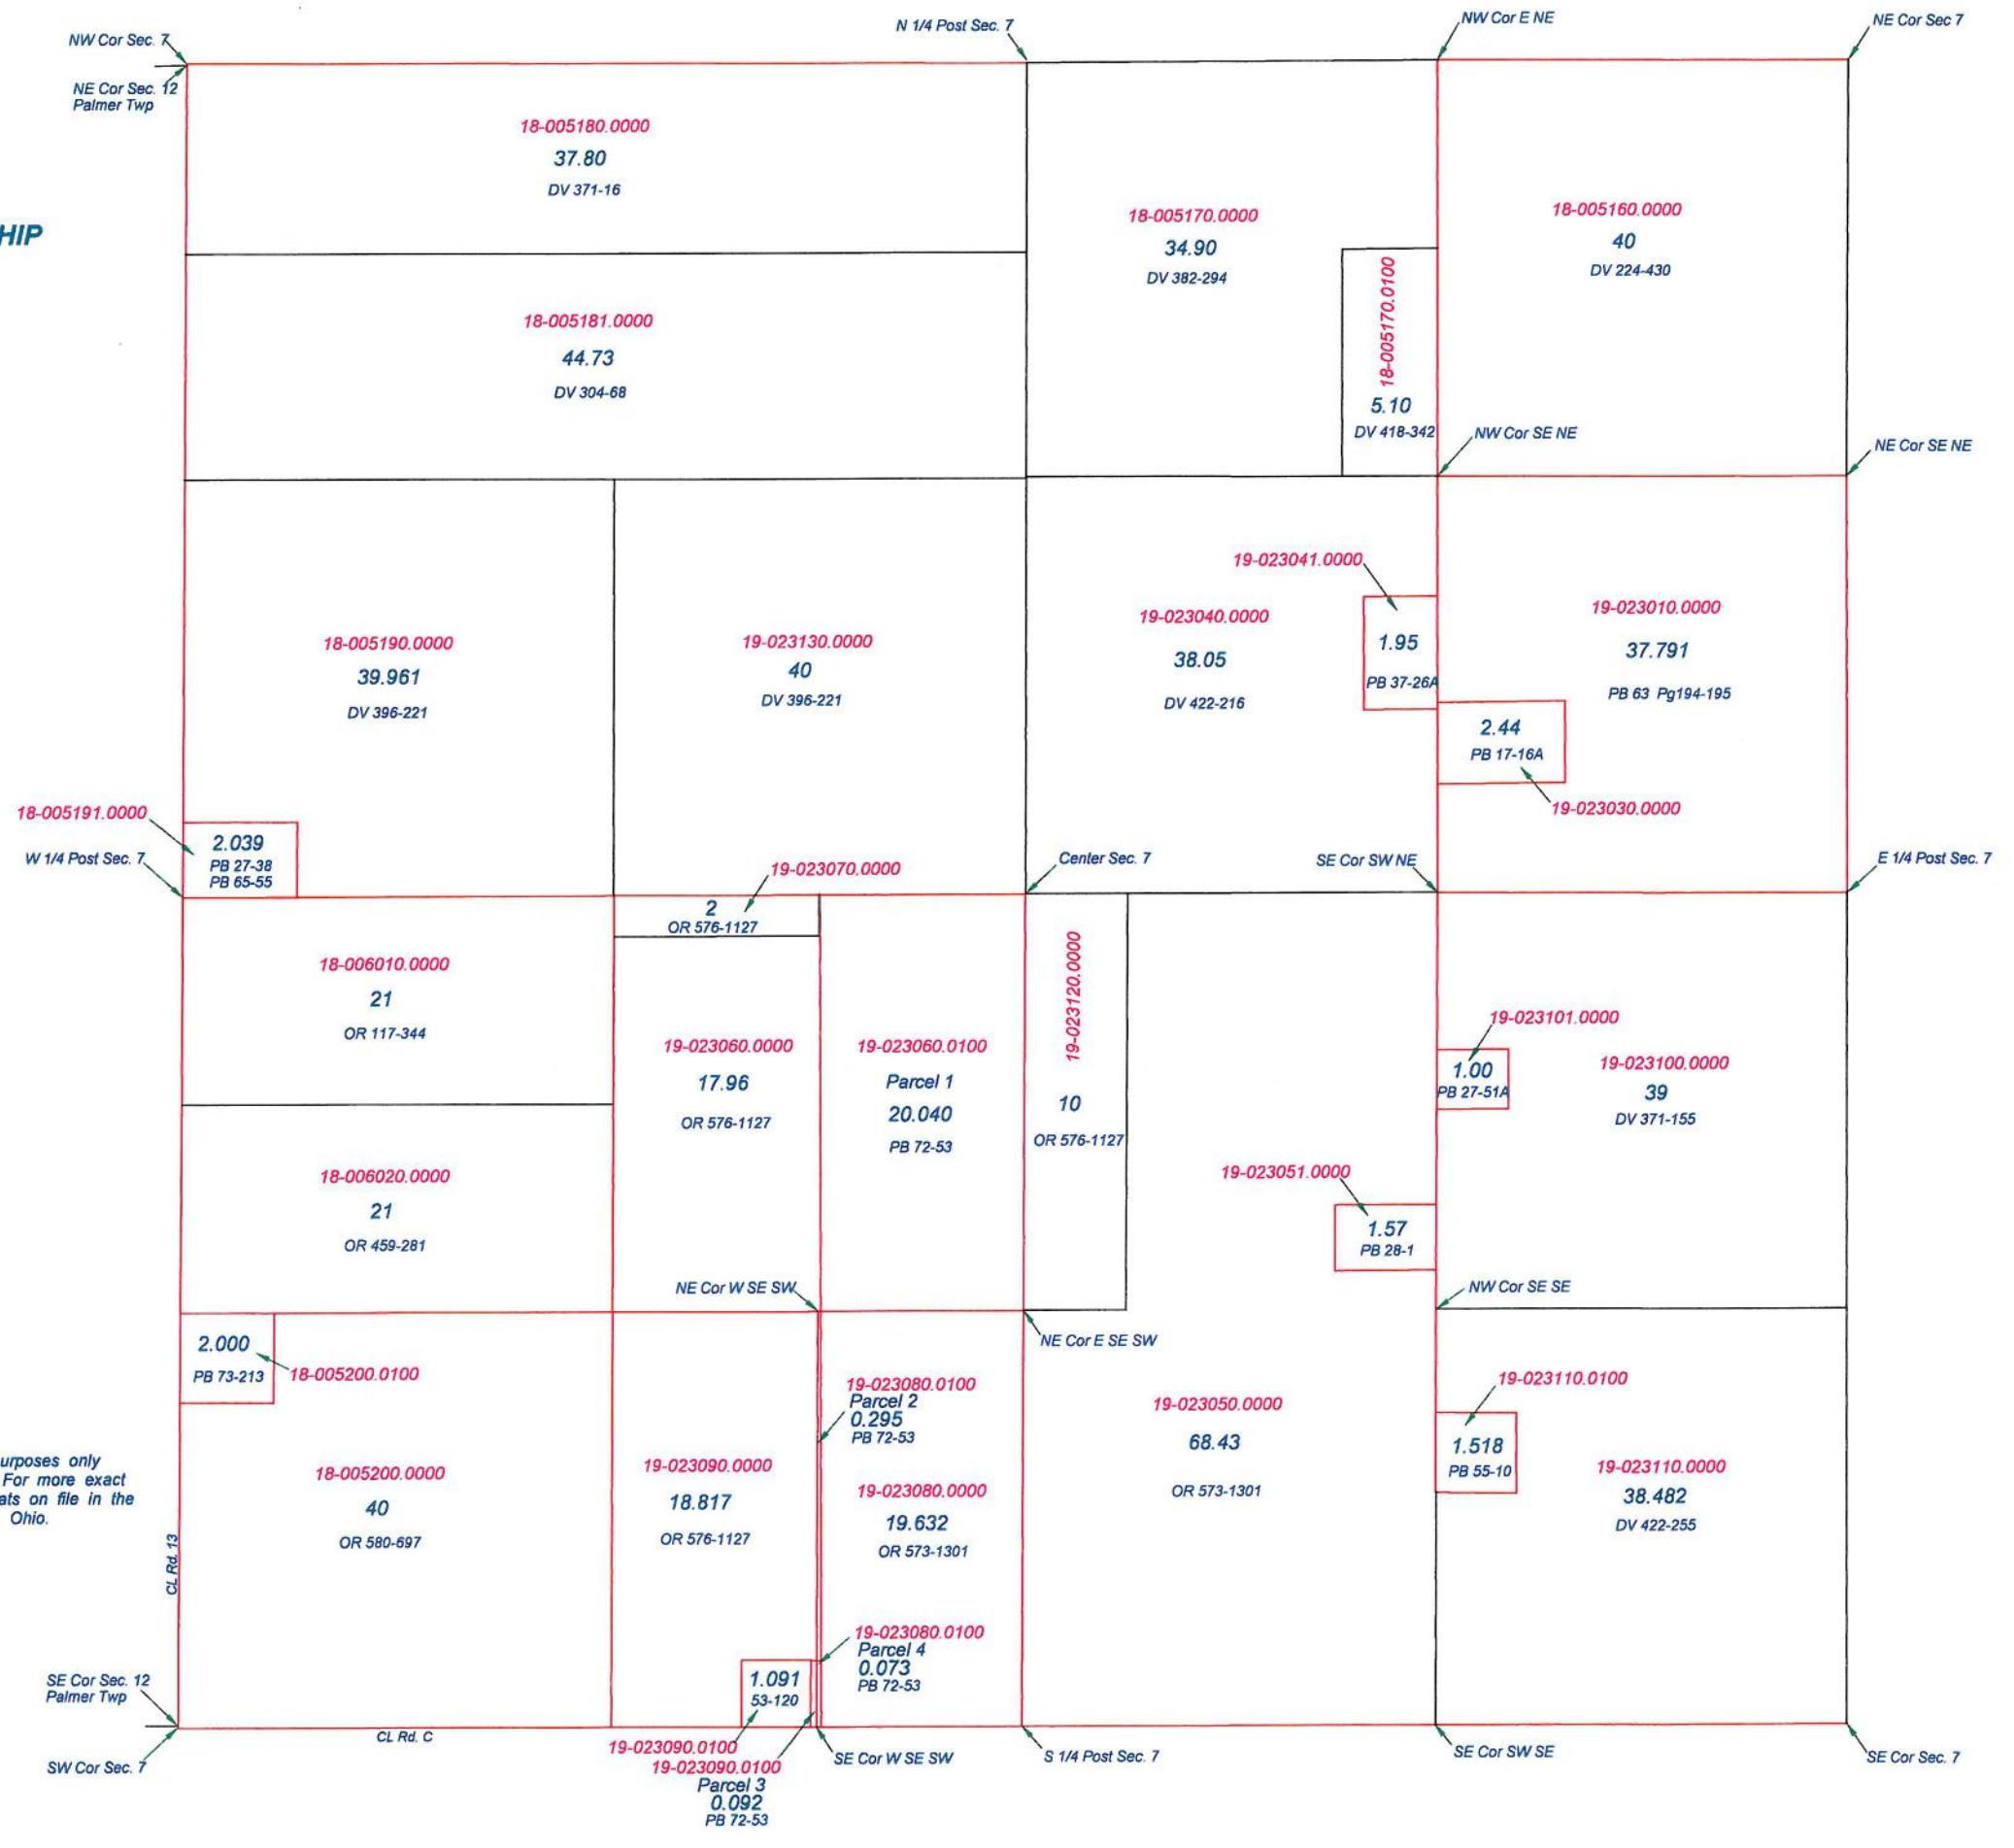 NW Cor Sec. 7
N 1/4 Post Sec. 7
NW Cor E NE
NE Cor Sec 7
NE Cor Sec. 12
Palmer Twp
18-005180.0000
37.80
DV 371-16
HIP
18-005170.0000
34.90
DV 382-294
18-005160.0000
40
DV 224-430
18-005181.0000
44.73
DV 304-68
18-005170.0100
5.10
DV 418-342
NW Cor SE NE
NE Cor SE NE
18-005190.0000
39.961
DV 396-221
19-023130.0000
40
DV 396-221
19-023041.0000
19-023040.0000
38.05
DV 422-216
1.95
PB 37-26A
19-023010.0000
37.791
PB 63 Pg194-195
2.44
PB 17-16A
19-023030.0000
18-005191.0000
2.039
PB 27-38
PB 65-55
W 1/4 Post Sec. 7
19-023070.0000
Center Sec. 7
SE Cor SW NE
E 1/4 Post Sec. 7
2
OR 576-1127
18-006010.0000
21
OR 117-344
19-023060.0000
17.96
OR 576-1127
19-023060.0100
Parcel 1
20.040
PB 72-53
19-023120.0000
10
OR 576-1127
19-023101.0000
1.00
PB 27-51A
19-023100.0000
39
DV 371-155
18-006020.0000
21
OR 459-281
19-023051.0000
1.57
PB 28-1
NE Cor W SE SW
NW Cor SE SE
NE Cor E SE SW
2.000
PB 73-213
18-005200.0100
19-023080.0100
Parcel 2
0.295
PB 72-53
19-023050.0000
68.43
OR 573-1301
19-023110.0100
1.518
PB 55-10
19-023110.0000
38.482
DV 422-255
urposes only
For more exact
ats on file in the
Ohio.
18-005200.0000
40
OR 580-697
19-023090.0000
18.817
OR 576-1127
19-023080.0000
19.632
OR 573-1301
CL Rd. 13
19-023080.0100
Parcel 4
0.073
PB 72-53
1.091
53-120
SE Cor Sec. 12
Palmer Twp
CL Rd. C
SW Cor Sec. 7
19-023090.0100
19-023090.0100
Parcel 3
0.092
PB 72-53
SE Cor W SE SW
S 1/4 Post Sec. 7
SE Cor SW SE
SE Cor Sec. 7